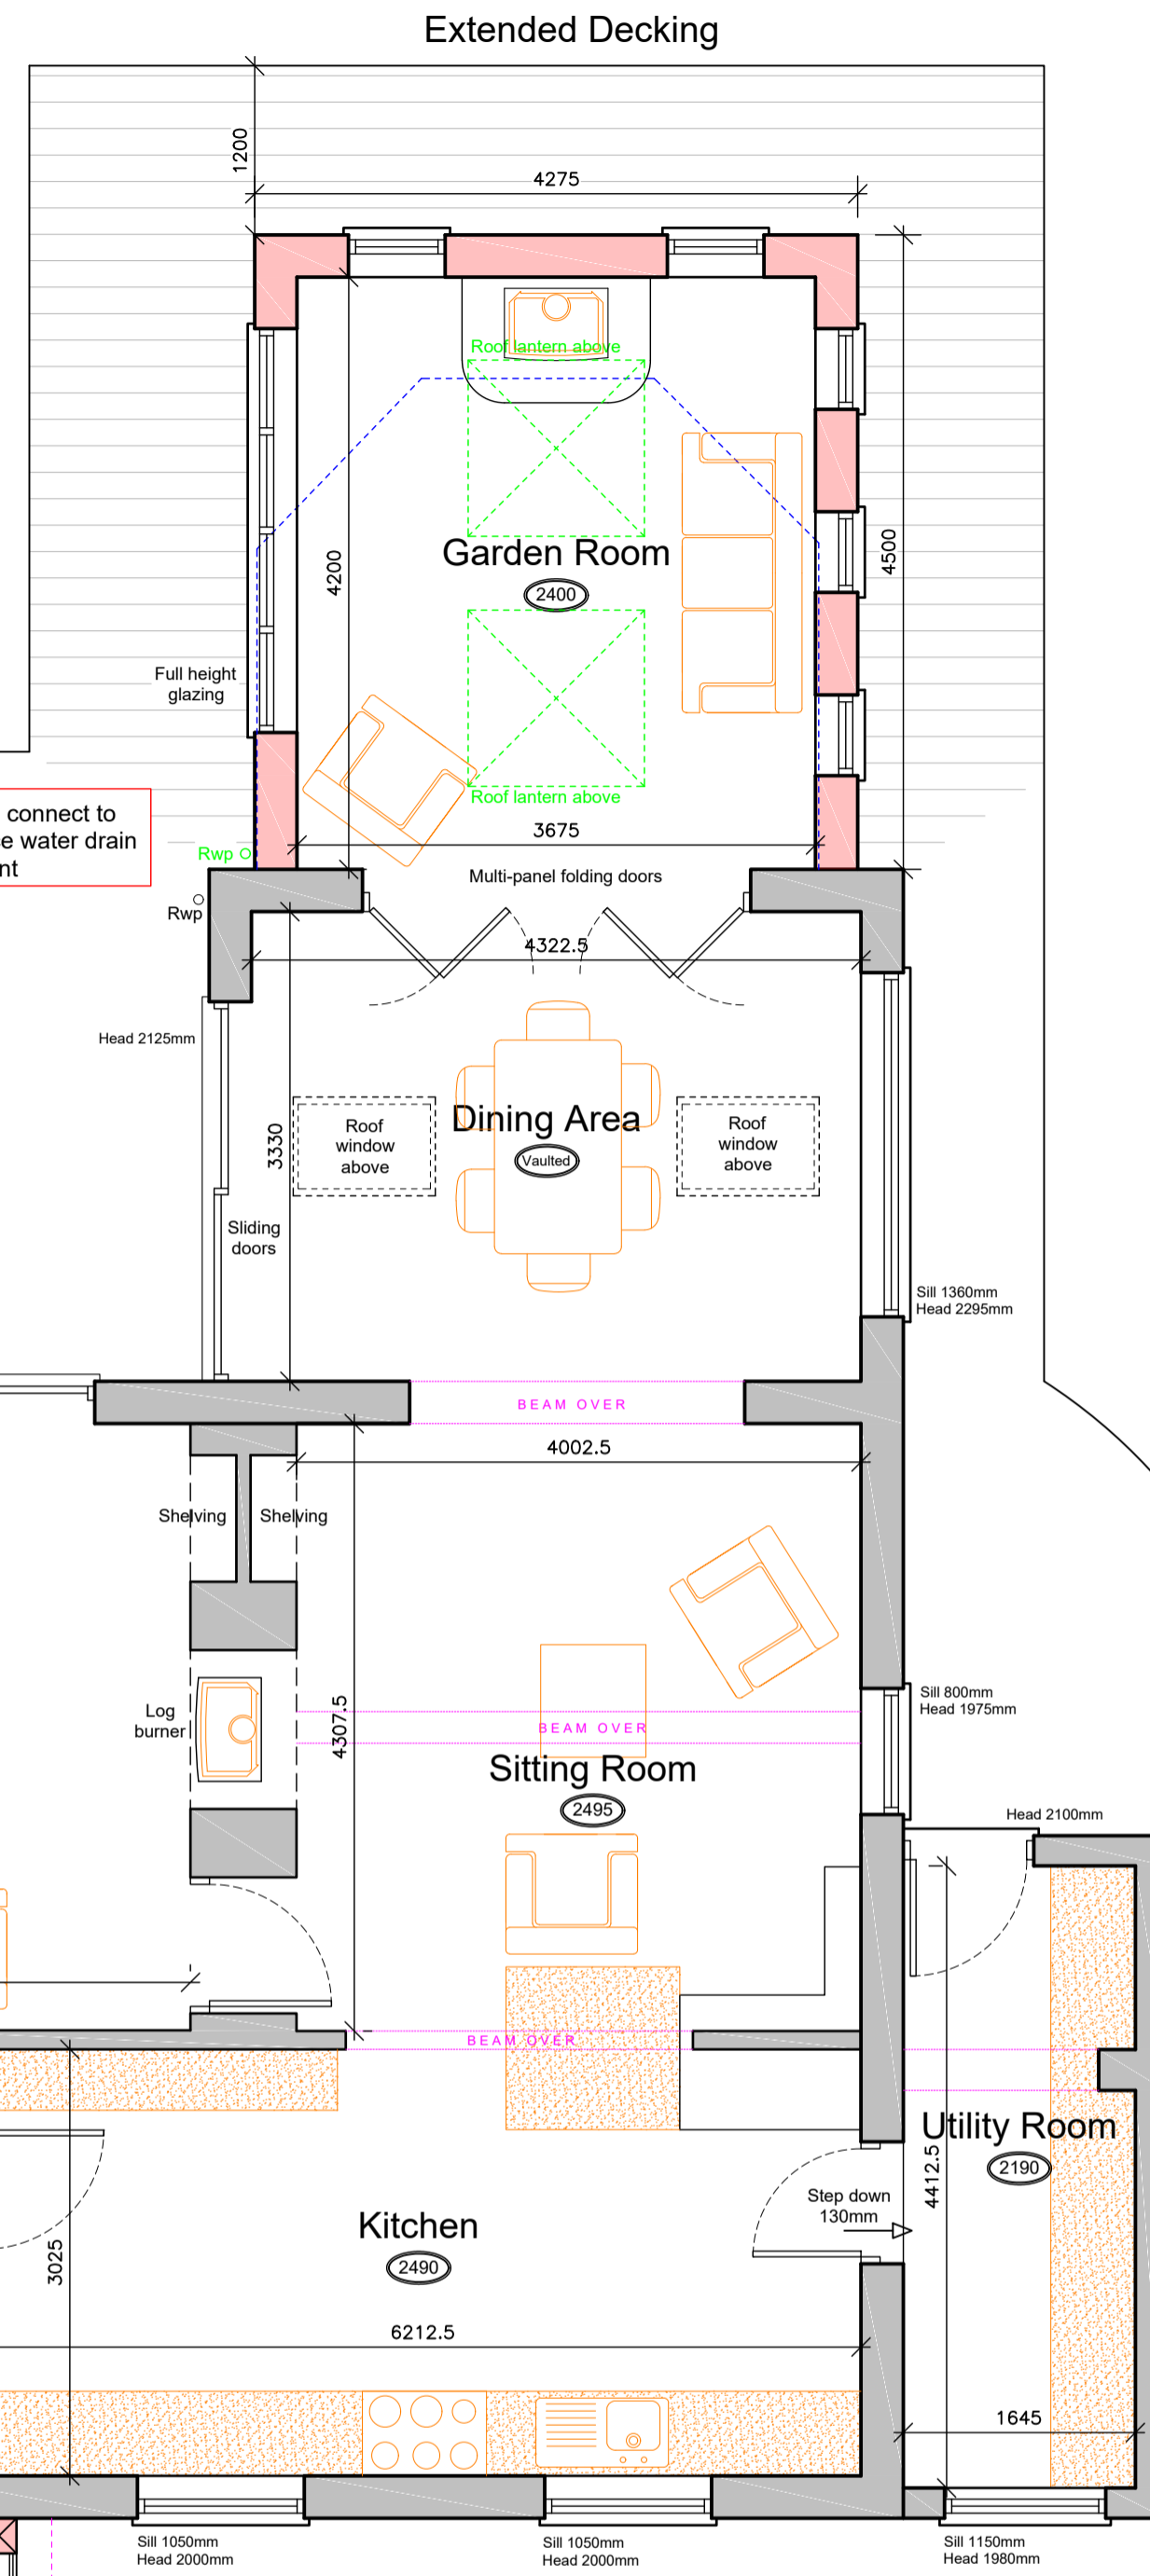 Extended Decking
1200
4275
Roof lantern above
4200
4500
Garden Room
2400
Full height
glazing
Roof lantern above
connect to
e water drain
nt
3675
Rwp
Multi-panel folding doors
Rwp
4322.5
Head 2125mm
Dining Area
Vaulted
Roof
window
above
Roof
window
above
3330
Sliding
doors
Sill 1360mm
Head 2295mm
BEAM OVER
4002.5
Shelving
Shelving
Sill 800mm
Head 1975mm
Log
burner
4307.5
BEAM OVER
Sitting Room
2495
Head 2100mm
BEAM OVER
Utility Room
2190
4412.5
Step down
130mm
Kitchen
2490
3025
6212.5
1645
Sill 1050mm
Head 2000mm
Sill 1050mm
Head 2000mm
Sill 1150mm
Head 1980mm